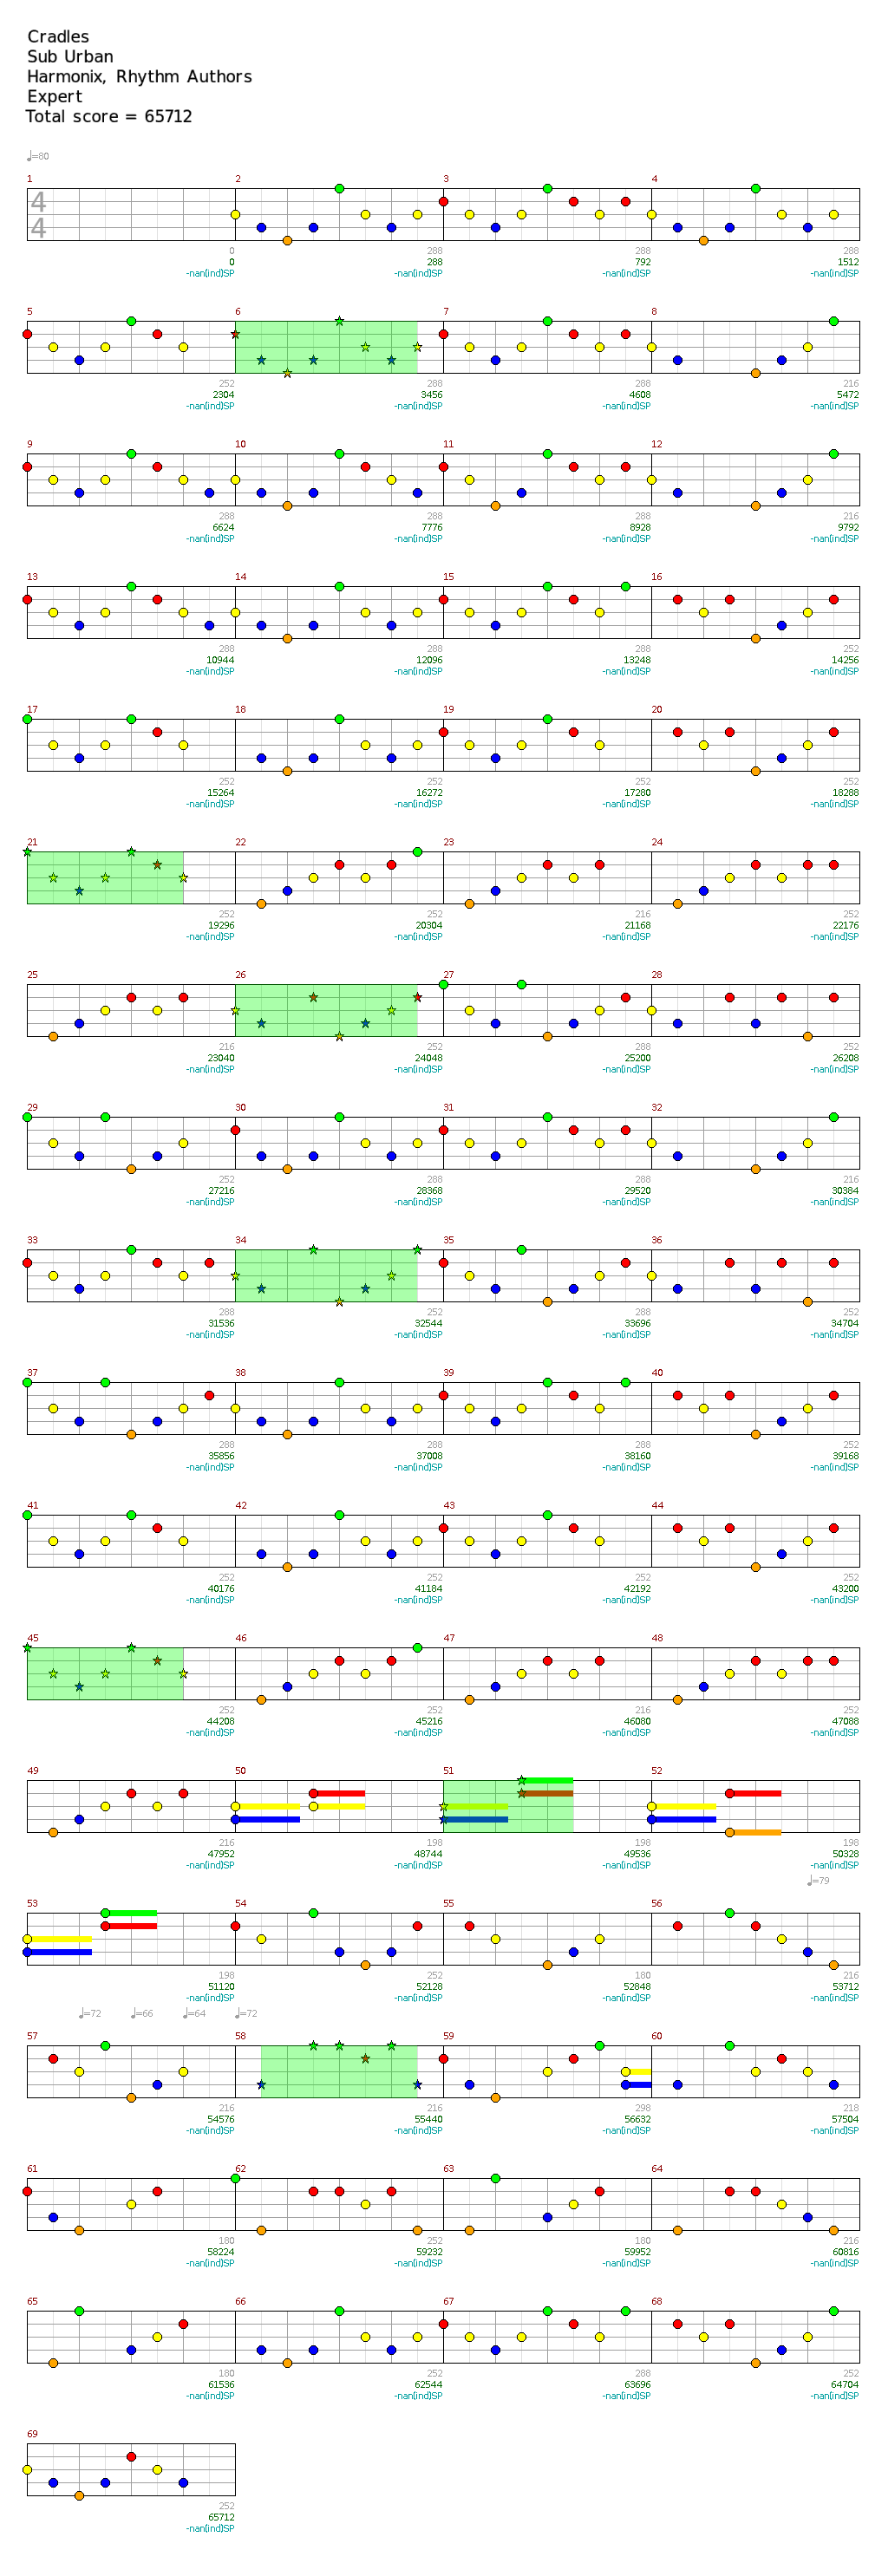 Cradles
Sub Urban
Harmonix, Rhythm Authors
Expert
Total score = 65712
♩=80
1 2 3 4
4
4
0 288 288 288
0 288 792 1512
-nan(ind)SP -nan(ind)SP -nan(ind)SP -nan(ind)SP
5 6 7 8
252 288 288 216
2304 3456 4608 5472
-nan(ind)SP -nan(ind)SP -nan(ind)SP -nan(ind)SP
9 10 11 12
288 288 288 216
6624 7776 8928 9792
-nan(ind)SP -nan(ind)SP -nan(ind)SP -nan(ind)SP
13 14 15 16
288 288 288 252
10944 12096 13248 14256
-nan(ind)SP -nan(ind)SP -nan(ind)SP -nan(ind)SP
17 18 19 20
252 252 252 252
15264 16272 17280 18288
-nan(ind)SP -nan(ind)SP -nan(ind)SP -nan(ind)SP
21 22 23 24
252 252 216 252
19296 20304 21168 22176
-nan(ind)SP -nan(ind)SP -nan(ind)SP -nan(ind)SP
25 26 27 28
216 252 288 252
23040 24048 25200 26208
-nan(ind)SP -nan(ind)SP -nan(ind)SP -nan(ind)SP
29 30 31 32
252 288 288 216
27216 28368 29520 30384
-nan(ind)SP -nan(ind)SP -nan(ind)SP -nan(ind)SP
33 34 35 36
288 252 288 252
31536 32544 33696 34704
-nan(ind)SP -nan(ind)SP -nan(ind)SP -nan(ind)SP
37 38 39 40
288 288 288 252
35856 37008 38160 39168
-nan(ind)SP -nan(ind)SP -nan(ind)SP -nan(ind)SP
41 42 43 44
252 252 252 252
40176 41184 42192 43200
-nan(ind)SP -nan(ind)SP -nan(ind)SP -nan(ind)SP
45 46 47 48
252 252 216 252
44208 45216 46080 47088
-nan(ind)SP -nan(ind)SP -nan(ind)SP -nan(ind)SP
49 50 51 52
216 198 198 198
47952 48744 49536 50328
-nan(ind)SP -nan(ind)SP -nan(ind)SP -nan(ind)SP
♩=79
53 54 55 56
198 252 180 216
51120 52128 52848 53712
-nan(ind)SP -nan(ind)SP -nan(ind)SP -nan(ind)SP
♩=72 ♩=66 ♩=64 ♩=72
57 58 59 60
216 216 298 218
54576 55440 56632 57504
-nan(ind)SP -nan(ind)SP -nan(ind)SP -nan(ind)SP
61 62 63 64
180 252 180 216
58224 59232 59952 60816
-nan(ind)SP -nan(ind)SP -nan(ind)SP -nan(ind)SP
65 66 67 68
180 252 288 252
61536 62544 63696 64704
-nan(ind)SP -nan(ind)SP -nan(ind)SP -nan(ind)SP
69
252
65712
-nan(ind)SP